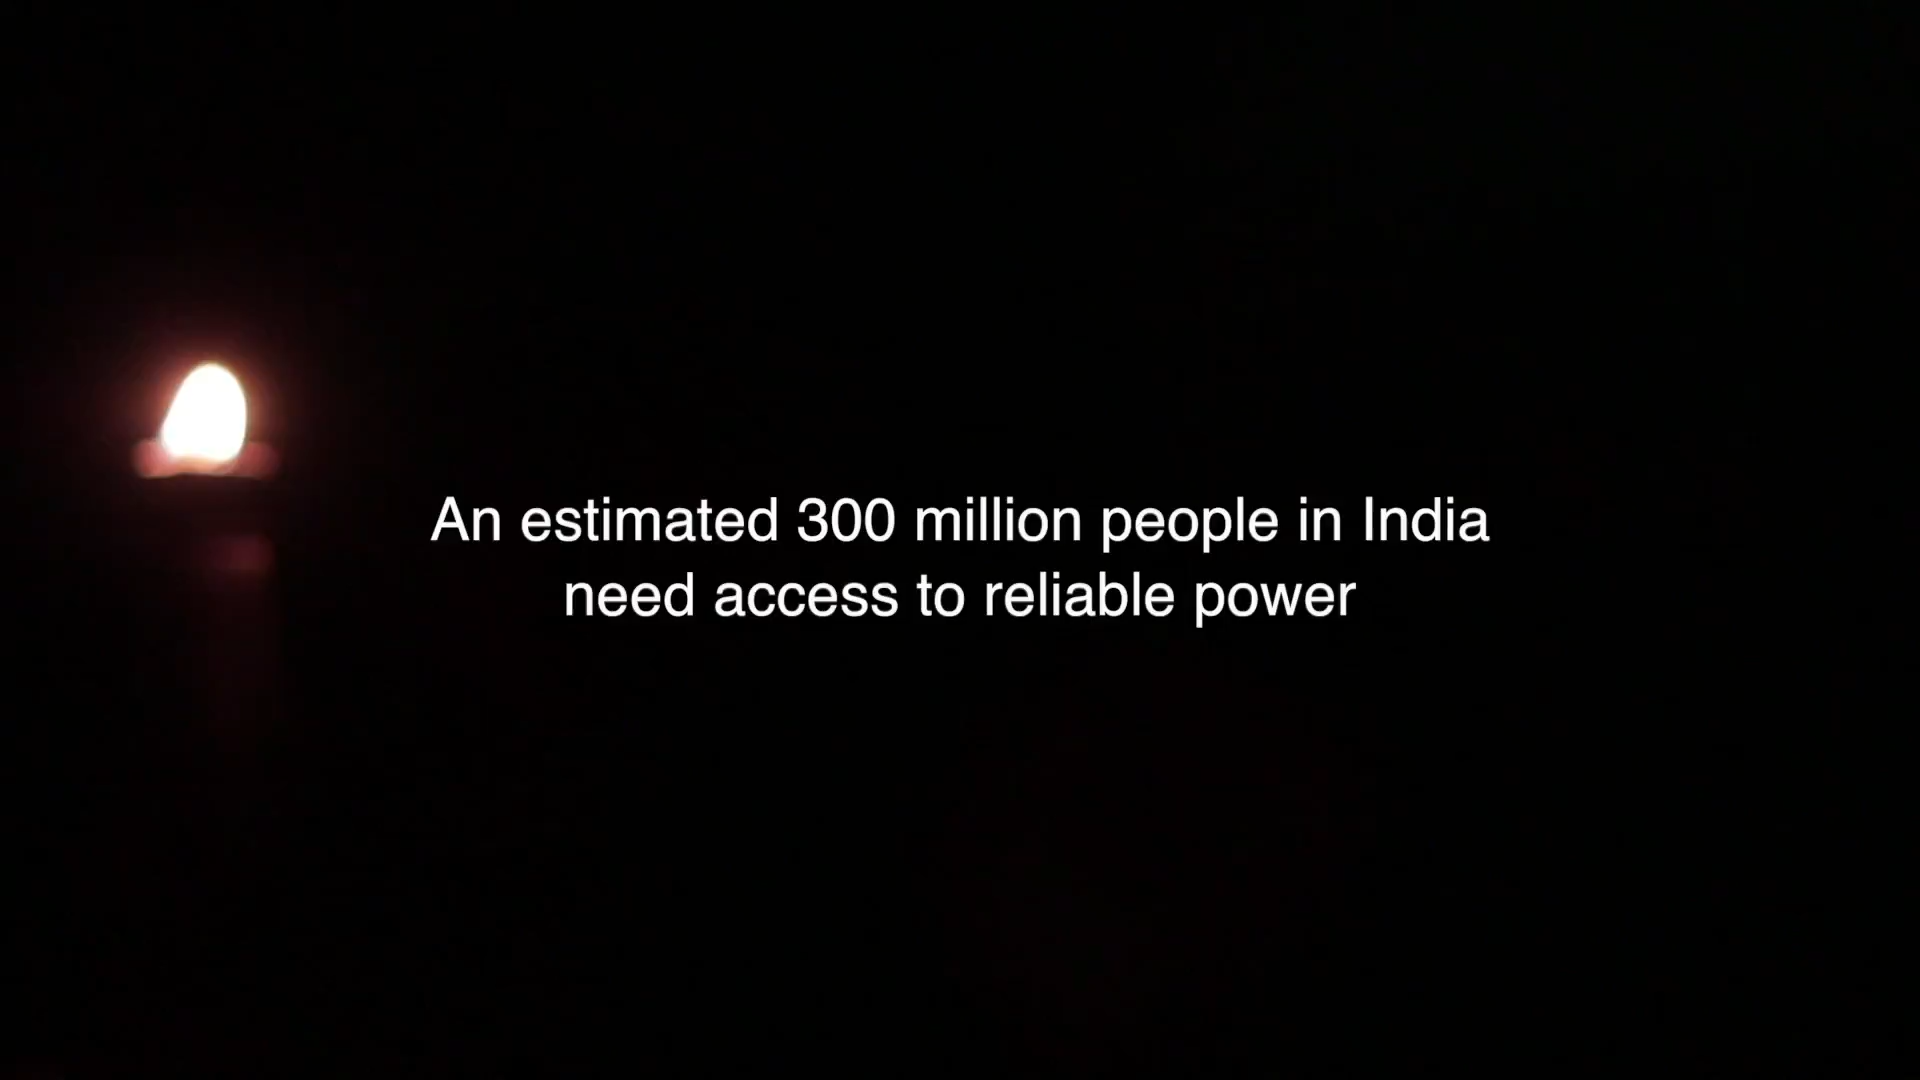 An estimated 300 million people in India
need access to reliable power